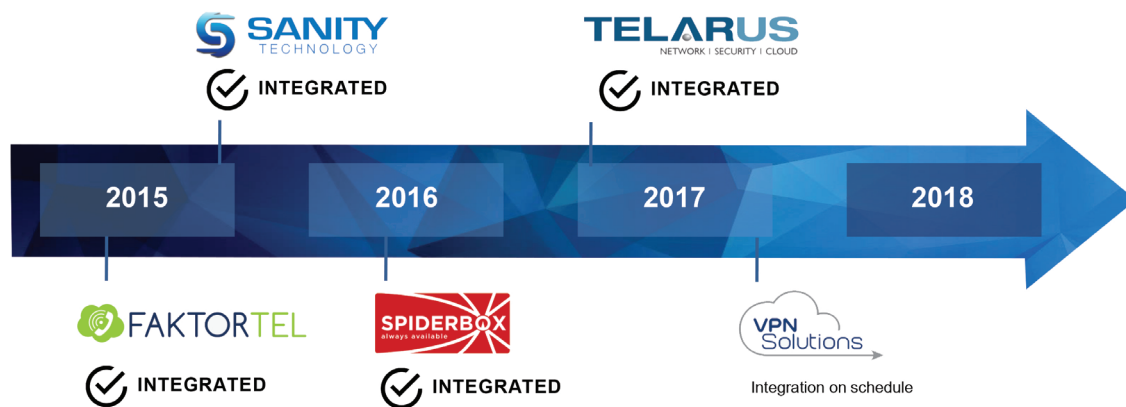 SANITY
TECHNOLOGY
INTEGRATED
TELARUS
NETWORK | SECURITY | CLOUD
INTEGRATED
2015
2016
2017
2018
FAKTORTEL
INTEGRATED
SPIDERBOX
always available
INTEGRATED
VPN
Solutions
Integration on schedule